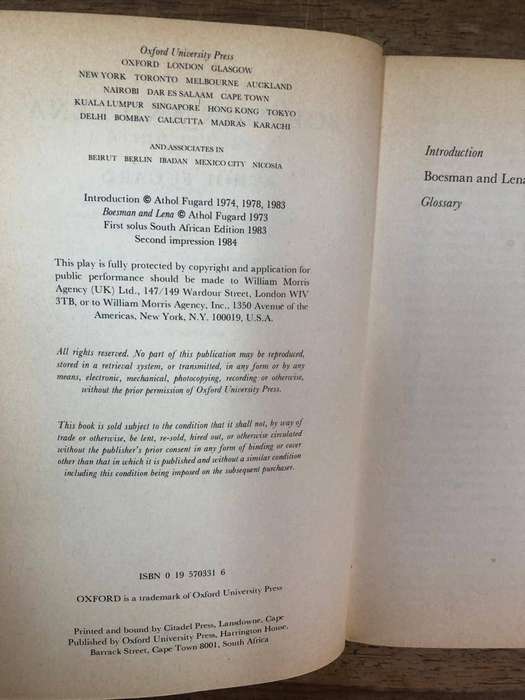 Oxford University Press
OXFORD LONDON GLASGOW
NEW YORK TORONTO MELBOURNE AUCKLAND
NAIROBI DAR ES SALAAM CAPE TOWN
KUALA LUMPUR SINGAPORE HONG KONG TOKYO
DELHI BOMBAY CALCUTTA MADRAS KARACHI
AND ASSOCIATES IN
BEIRUT BERLIN IBADAN MEXICO CITY NICOSIA
Introduction © Athol Fugard 1974, 1978, 1983
Boesman and Lena © Athol Fugard 1973
First solus South African Edition 1983
Second impression 1984
This play is fully protected by copyright and application for
public performance should be made to William Morris
Agency (UK) Ltd., 147/149 Wardour Street, London WIV
3TB, or to William Morris Agency, Inc., 1350 Avenue of the
Americas, New York, N.Y. 100019, U.S.A.
All rights reserved. No part of this publication may be reproduced,
stored in a retrieval system, or transmitted, in any form or by any
means, electronic, mechanical, photocopying, recording or otherwise,
without the prior permission of Oxford University Press.
This book is sold subject to the condition that it shall not, by way of
trade or otherwise, be lent, re-sold, hired out, or otherwise circulated
without the publisher's prior consent in any form of binding or cover
other than that in which it is published and without a similar condition
including this condition being imposed on the subsequent purchaser.
ISBN 0 19 570331 6
OXFORD is a trademark of Oxford University Press
Printed and bound by Citadel Press, Lansdowne, Cape
Published by Oxford University Press, Harrington House,
Barrack Street, Cape Town 8001, South Africa
Introduction
Boesman and Lena
Glossary